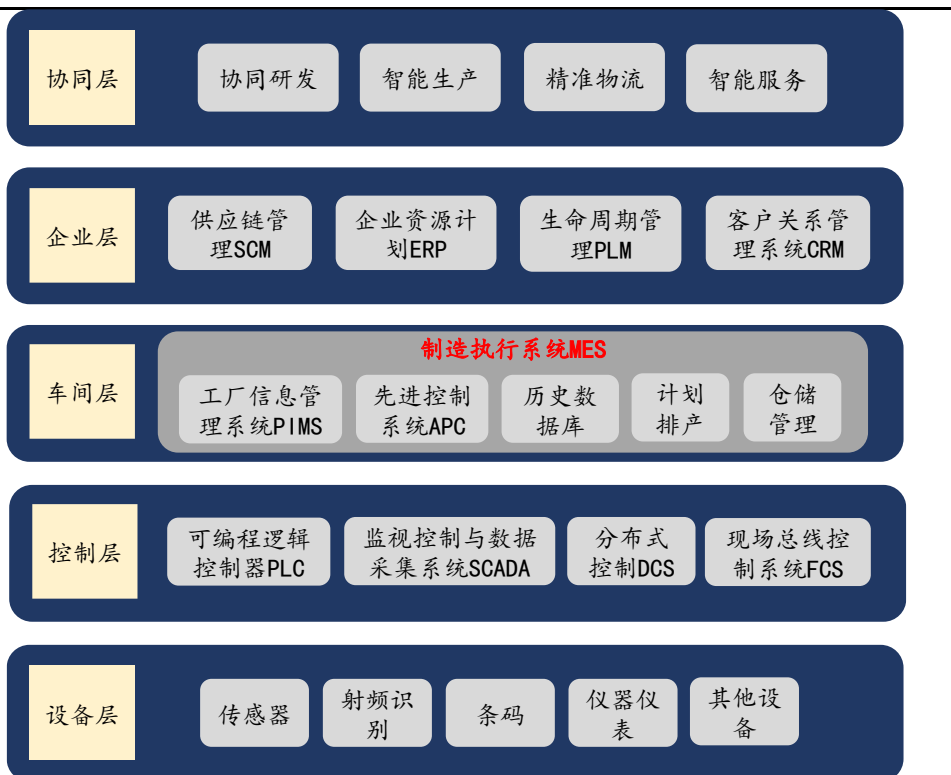 协同层
协同研发
智能生产
精准物流
智能服务
企业层
供应链管
理SCM
企业资源计
划ERP
生命周期管
理PLM
客户关系管
理系统CRM
车间层
制造执行系统MES
工厂信息管
理系统PIMS
先进控制
系统APC
历史数
据库
计划
排产
仓储
管理
控制层
可编程逻辑
控制器PLC
监视控制与数据
采集系统SCADA
分布式
控制DCS
现场总线控
制系统FCS
设备层
传感器
射频识
别
条码
仪器仪
表
其他设
备